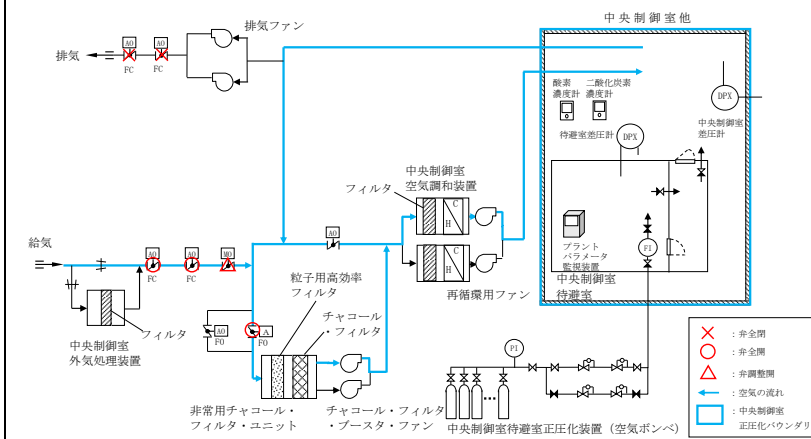 中央制御室他
排気ファン
AO
AO
排気
FC
FC
酸素
濃度計
二酸化炭素
濃度計
DPX
中央制御室
差圧計
待避室差圧計
DPX
中央制御室
空気調和装置
フィルタ
C
H
C
H
再循環用ファン
AO
給気
AO
AO
MO
FC
FC
プラント
パラメータ
監視装置
FI
中央制御室
待避室
粒子用高効率
フィルタ
チャコール
・フィルタ
フィルタ
中央制御室
外気処理装置
AO
FO
A
FO
非常用チャコール・
フィルタ・ユニット
チャコール・フィルタ
・ブースタ・ファン
PI
中央制御室待避室正圧化装置（空気ボンベ）
：弁全閉
：弁全開
：弁調整開
：空気の流れ
：中央制御室
正圧化バウンダリ